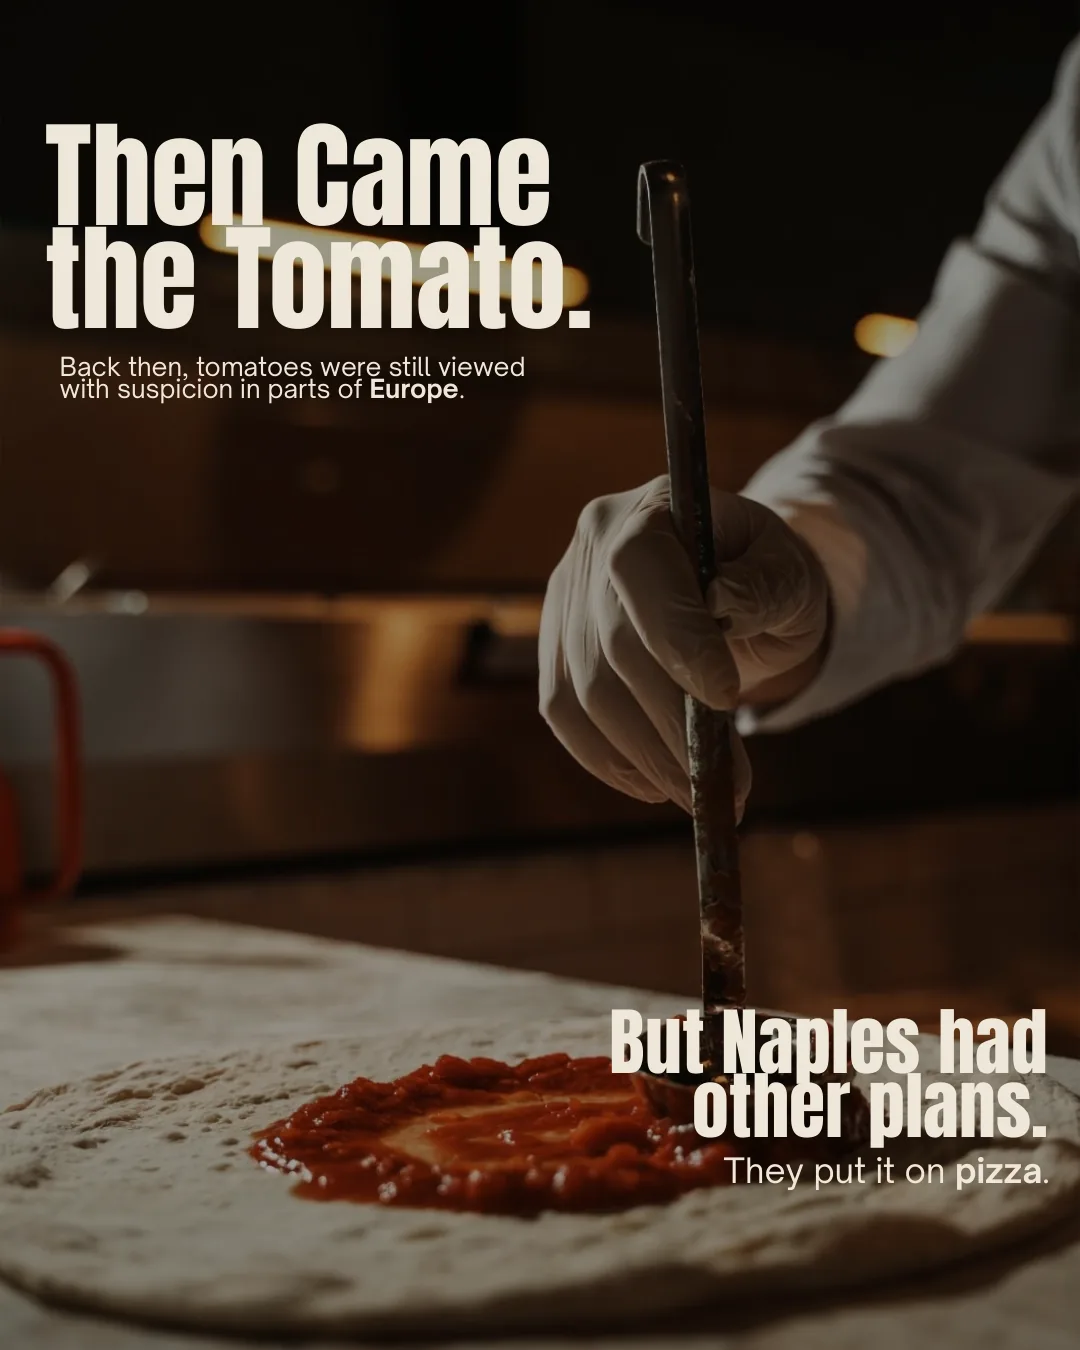 Then Came
the Tomato.
Back then, tomatoes were still viewed
with suspicion in parts of Europe.
But Naples had
other plans.
They put it on pizza.